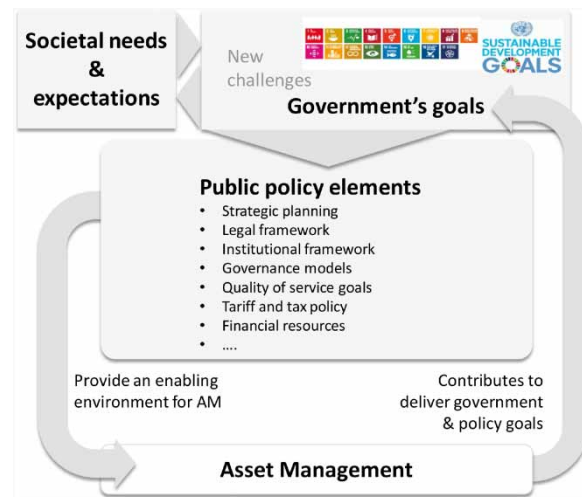 Societal needs
&
expectations
New
challenges
SUSTAINABLE
DEVELOPMENT
GOALS
Government's goals
Public policy elements
• Strategic planning
• Legal framework
• Institutional framework
• Governance models
• Quality of service goals
• Tariff and tax policy
• Financial resources
• ....
Provide an enabling
environment for AM
Contributes to
deliver government
& policy goals
Asset Management